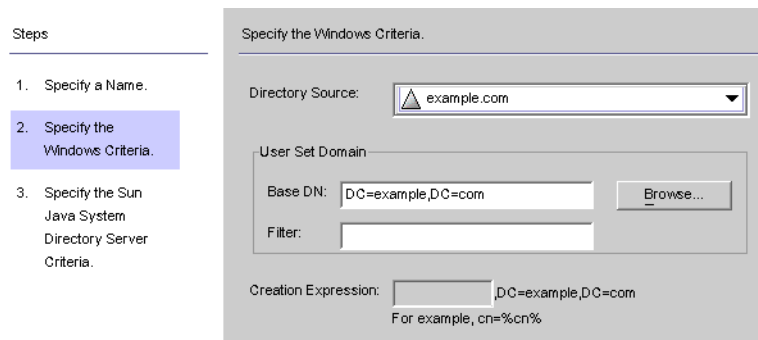 Steps
1. Specify a Name.
2. Specify the
Windows Criteria.
3. Specify the Sun
Java System
Directory Server
Criteria.
Specify the Windows Criteria.
Directory Source: example.com
User Set Domain
Base DN: DC=example,DC=com Browse...
Filter:
Creation Expression: ,DC=example,DC=com
For example, cn=%cn%